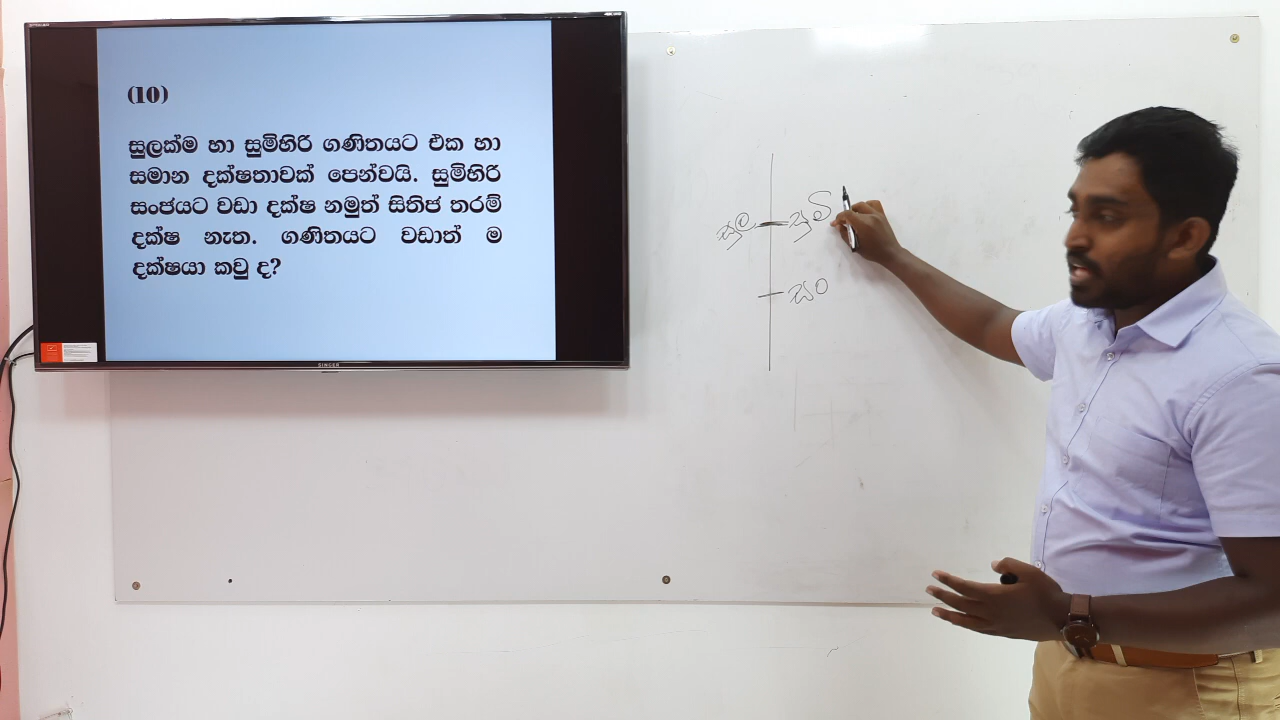 (10)
සුලක්ම හා සුමිහිරි ගණිතයට එක හා
සමාන දක්ෂතාවක් පෙන්වයි. සුමිහිරි
සංජයට වඩා දක්ෂ නමුත් සිතිජ තරම්
දක්ෂ නැත. ගණිතයට වඩාත් ම
දක්ෂයා කවු ද?
SINGER
සුල
සුමි
සං